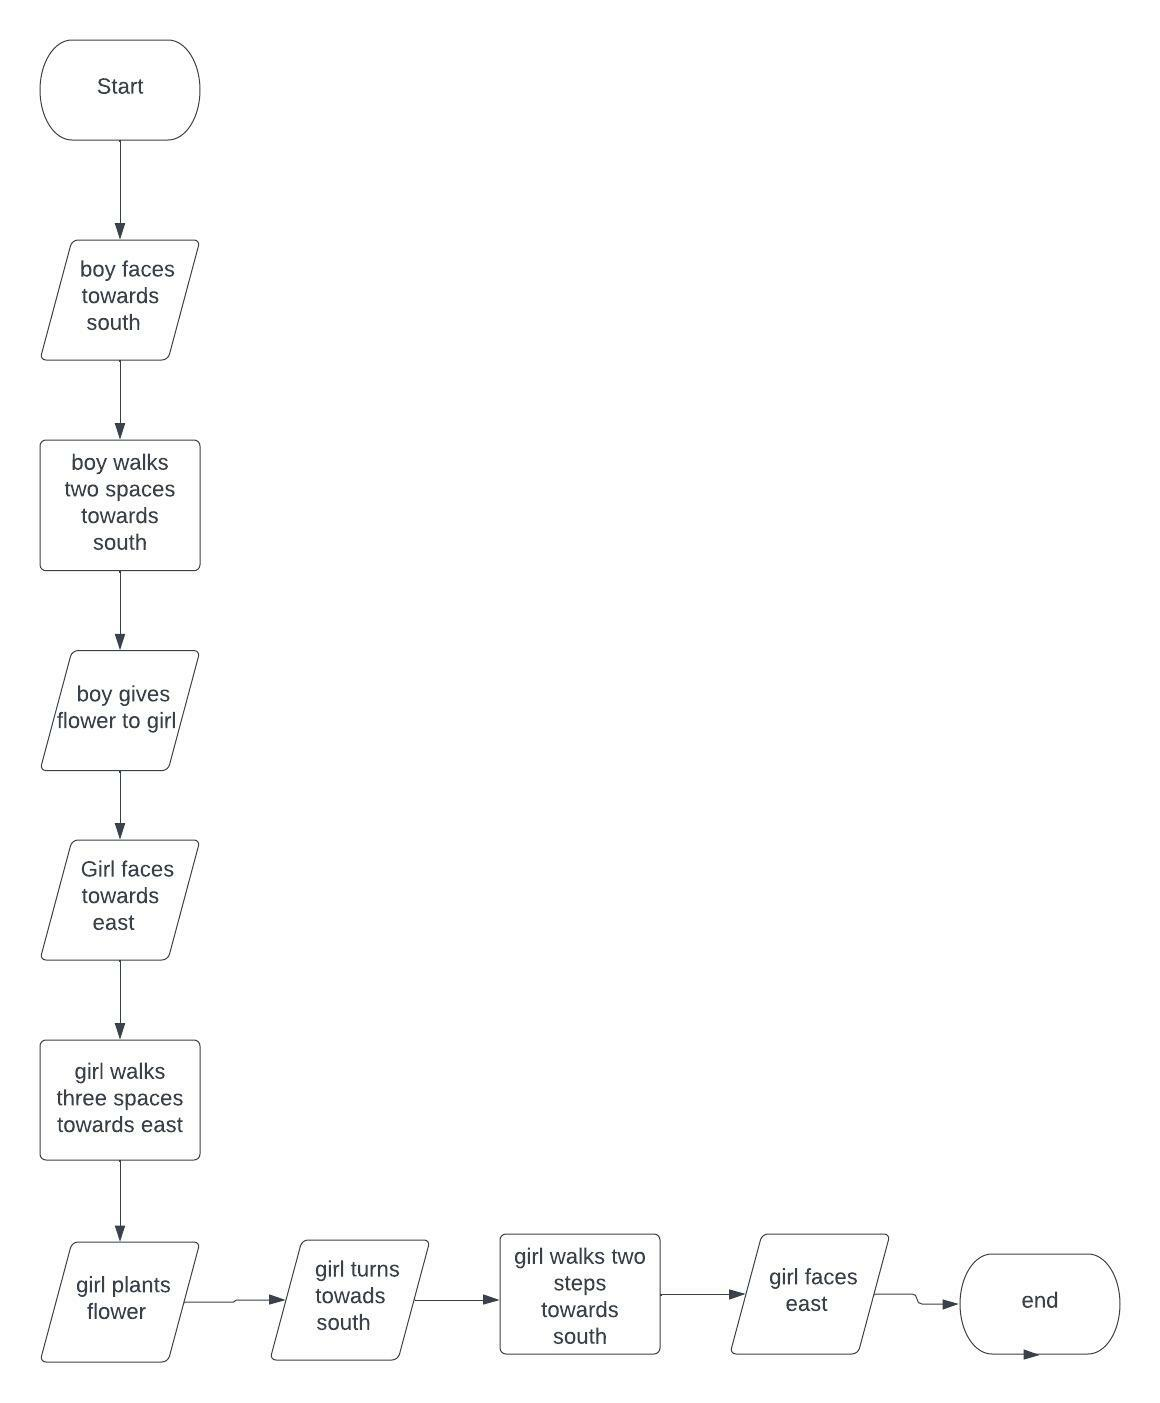 Start
boy faces
towards
south
boy walks
two spaces
towards
south
boy gives
flower to girl
Girl faces
towards
east
girl walks
three spaces
towards east
girl plants
flower
girl turns
towads
south
girl walks two
steps
towards
south
girl faces
east
end